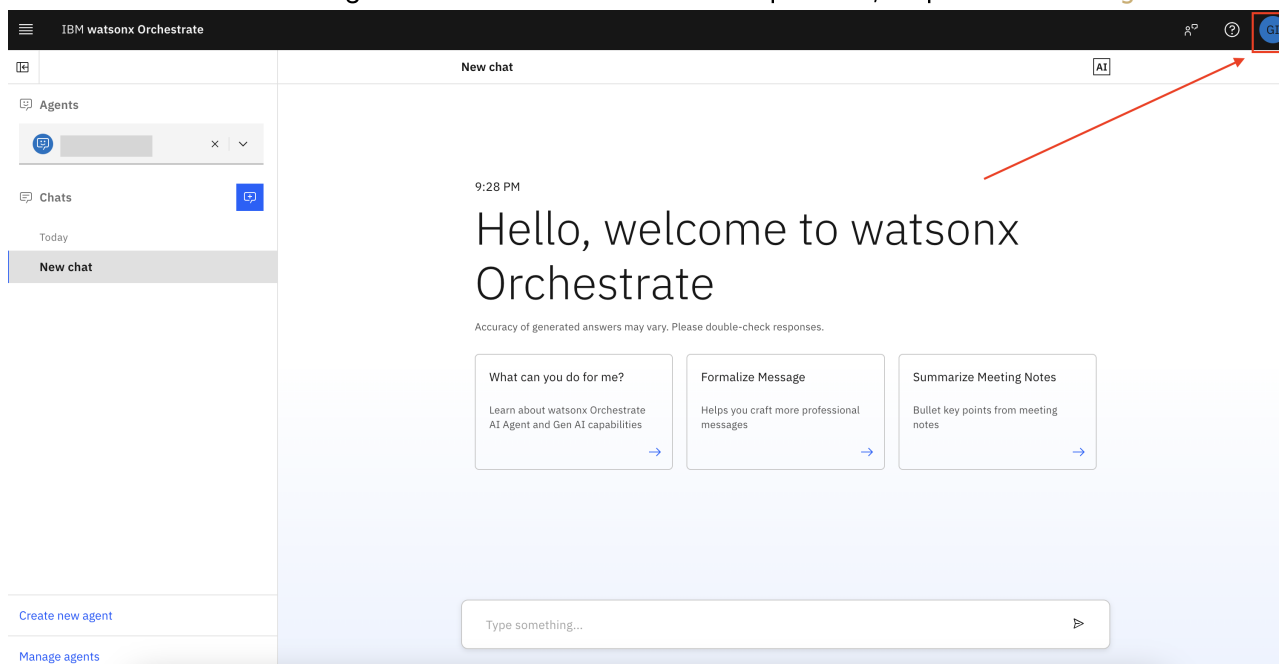 IBM watsonx Orchestrate
GI
New chat
AI
Agents
Chats
Today
New chat
9:28 PM
Hello, welcome to watsonx
Orchestrate
Accuracy of generated answers may vary. Please double-check responses.
What can you do for me?
Learn about watsonx Orchestrate
AI Agent and Gen AI capabilities
Formalize Message
Helps you craft more professional
messages
Summarize Meeting Notes
Bullet key points from meeting
notes
Create new agent
Manage agents
Type something...